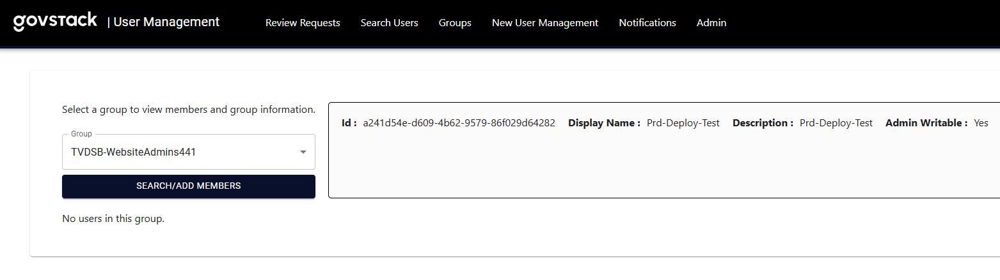 govstack | User Management Review Requests Search Users Groups New User Management Notifications Admin
Select a group to view members and group information.
Group
TVDSB-WebsiteAdmins441
SEARCH/ADD MEMBERS
No users in this group.
Id : a241d54e-d609-4b62-9579-86f029d64282 Display Name : Prd-Deploy-Test Description : Prd-Deploy-Test Admin Writable : Yes